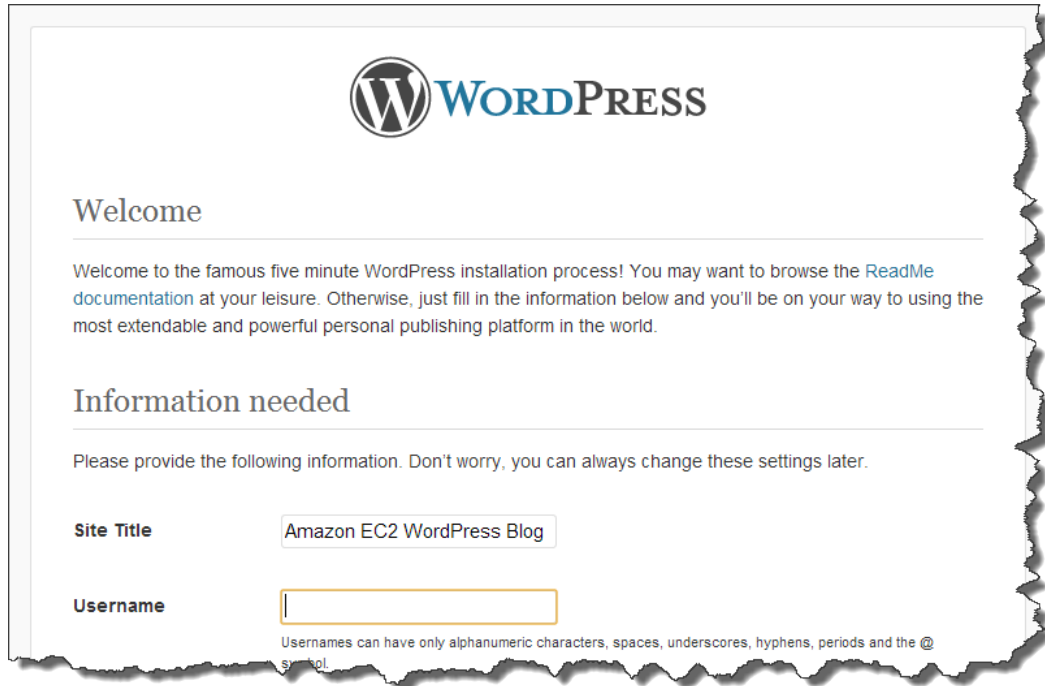 WORDPRESS
Welcome
Welcome to the famous five minute WordPress installation process! You may want to browse the ReadMe
documentation at your leisure. Otherwise, just fill in the information below and you'll be on your way to using the
most extendable and powerful personal publishing platform in the world.
Information needed
Please provide the following information. Don't worry, you can always change these settings later.
Site Title
Amazon EC2 WordPress Blog
Username
Usernames can have only alphanumeric characters, spaces, underscores, hyphens, periods and the @
symbol.